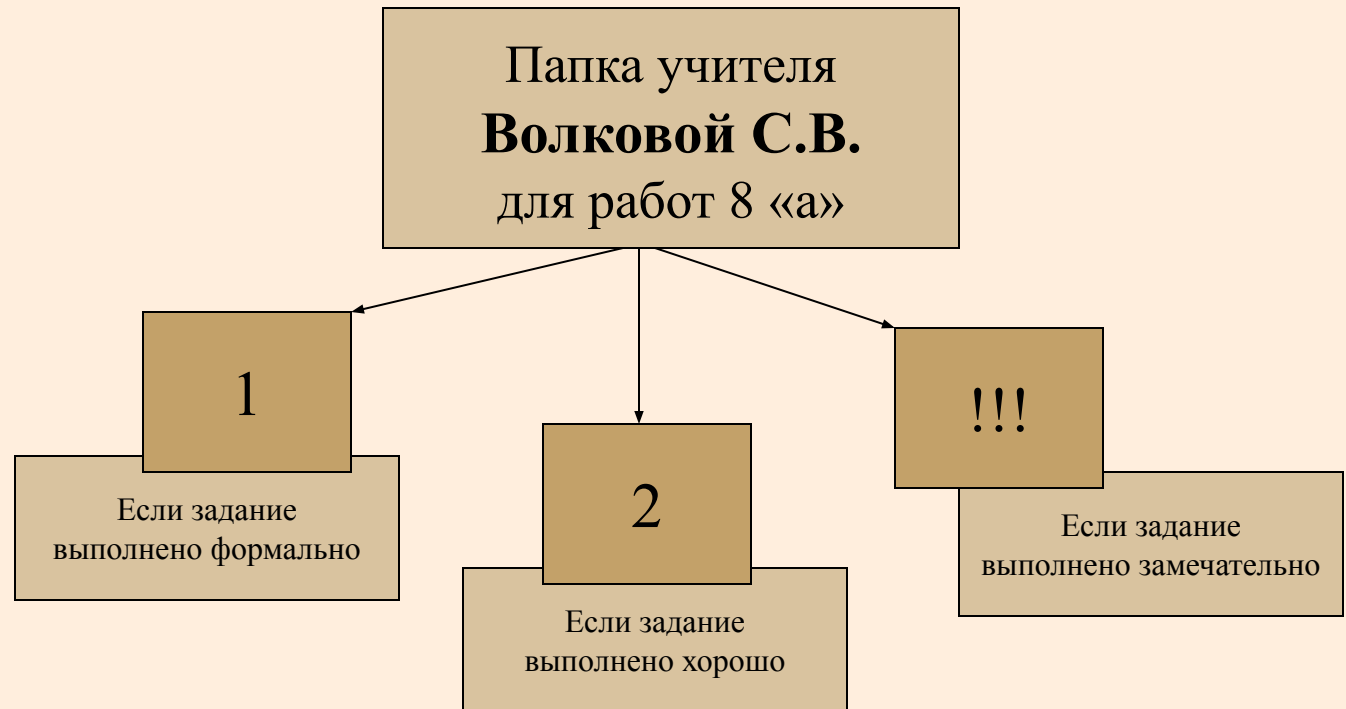 Папка учителя
Волковой С.В.
для работ 8 «а»
1
Если задание
выполнено формально
2
Если задание
выполнено хорошо
!!!
Если задание
выполнено замечательно